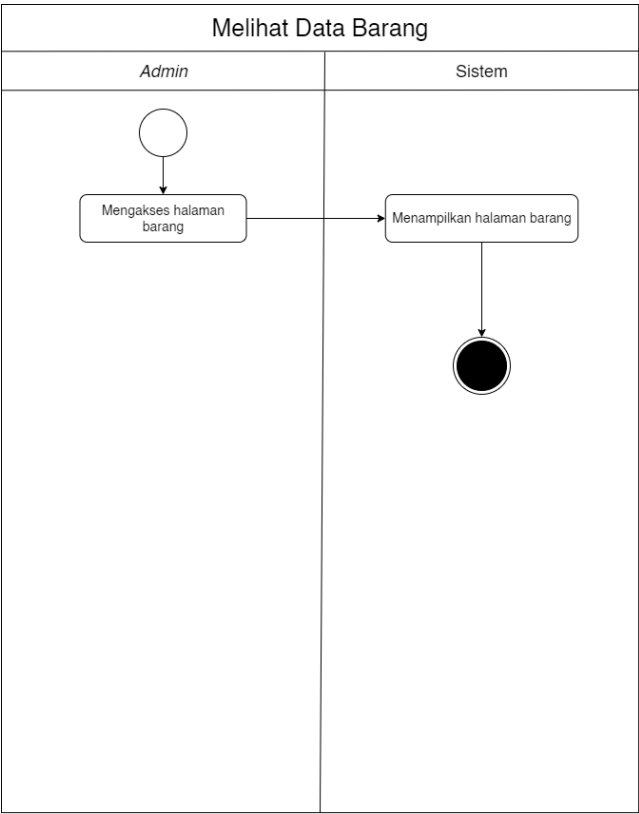 Melihat Data Barang
Admin
Sistem
Mengakses halaman
barang
Menampilkan halaman barang